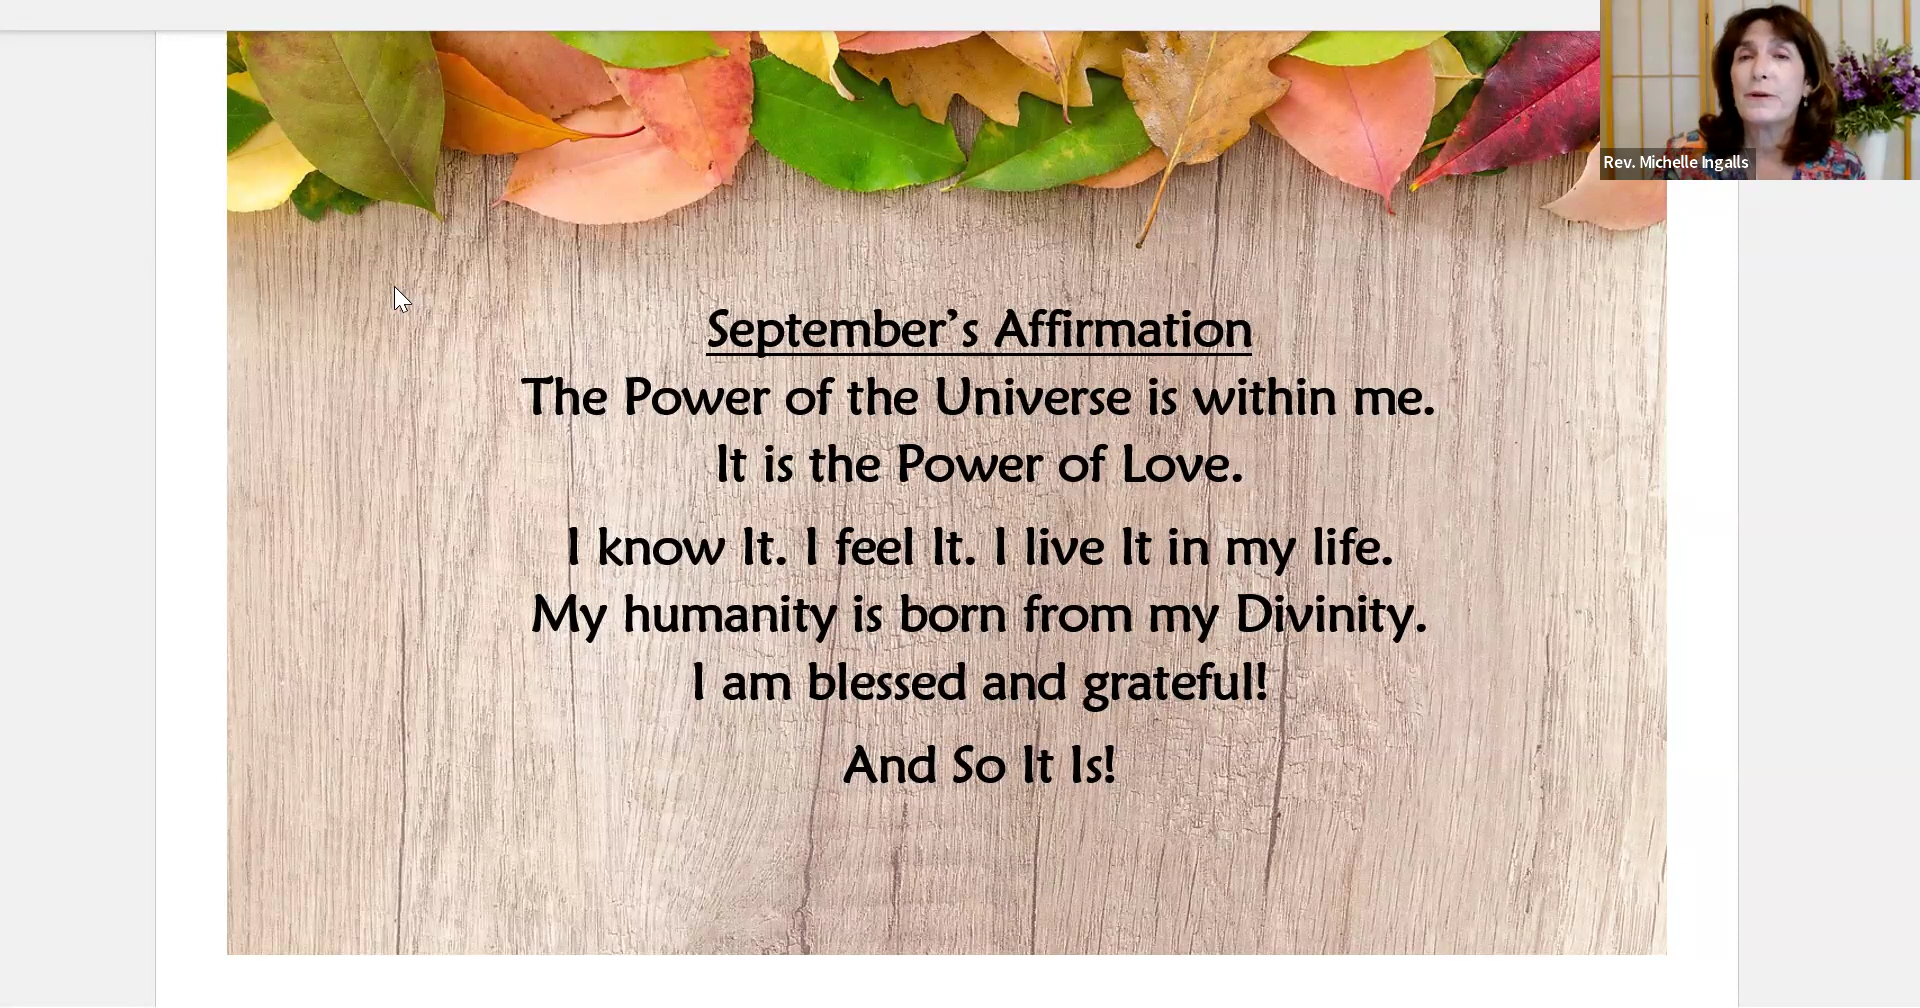 Rev. Michelle Ingalls
September’s Affirmation
The Power of the Universe is within me.
It is the Power of Love.
I know It. I feel It. I live It in my life.
My humanity is born from my Divinity.
I am blessed and grateful!
And So It Is!